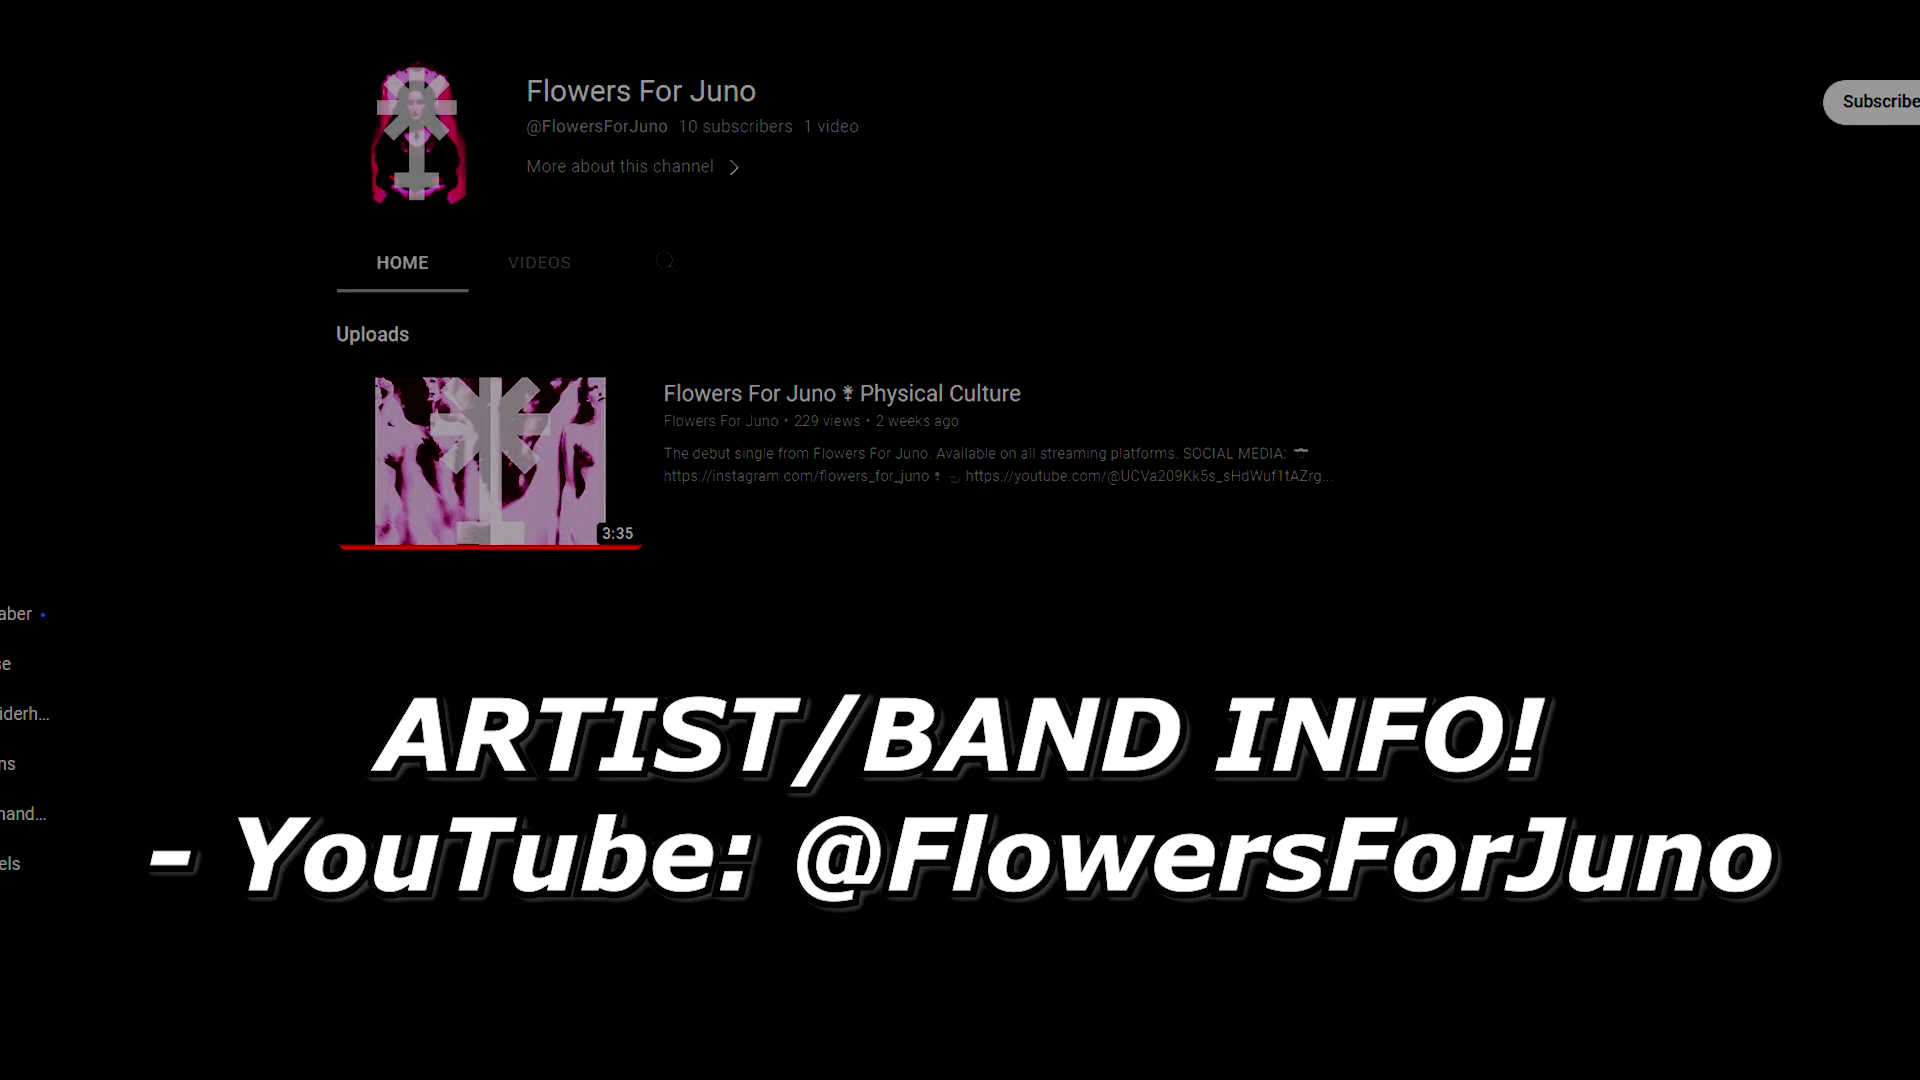 Flowers For Juno
@FlowersForJuno 10 subscribers 1 video
Subscribe
More about this channel
HOME VIDEOS
Uploads
Flowers For Juno ⚵ Physical Culture
Flowers For Juno • 229 views • 2 weeks ago
The debut single from Flowers For Juno. Available on all streaming platforms. SOCIAL MEDIA:
https://instagram.com/flowers_for_juno https://youtube.com/@UCVa209Kk5s_sHdWuf1tAZrg...
3:35
aber
se
iderh...
ns
hand...
els
ARTIST/BAND INFO!
- YouTube: @FlowersForJuno